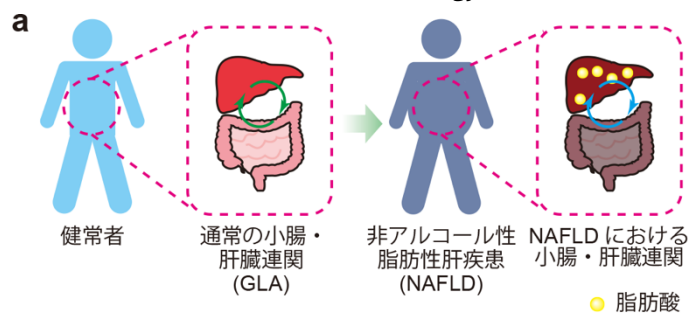 a
健常者
通常の小腸・
肝臓連関
(GLA)
非アルコール性
脂肪性肝疾患
(NAFLD)
NAFLD における
小腸・肝臓連関
脂肪酸